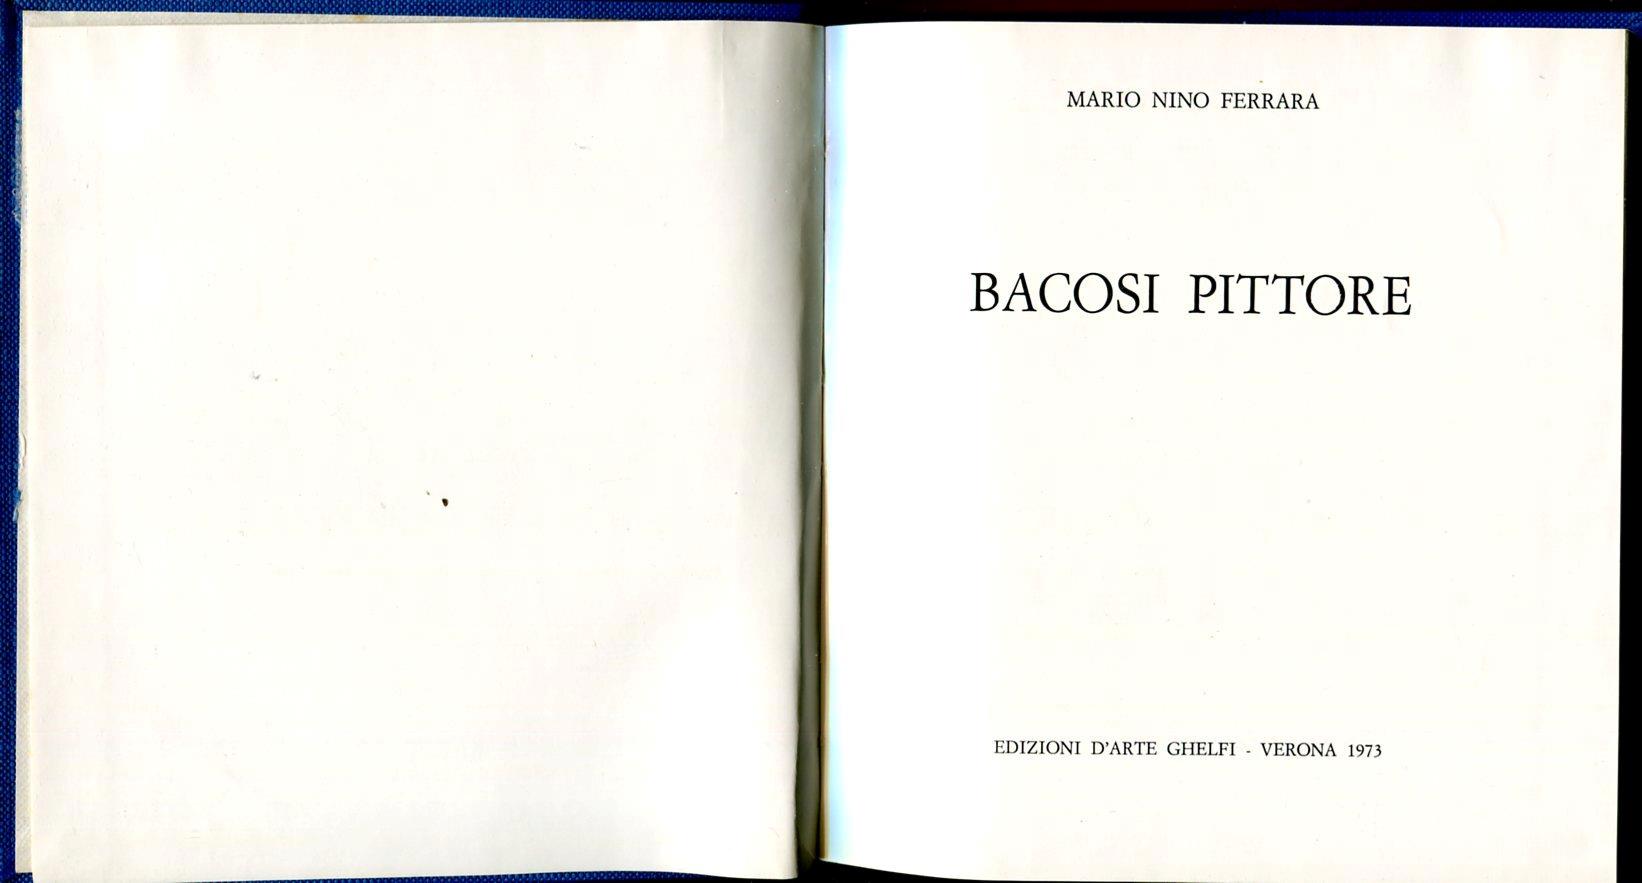 MARIO NINO FERRARA
BACOSI PITTORE
EDIZIONI D'ARTE GHELFI - VERONA 1973